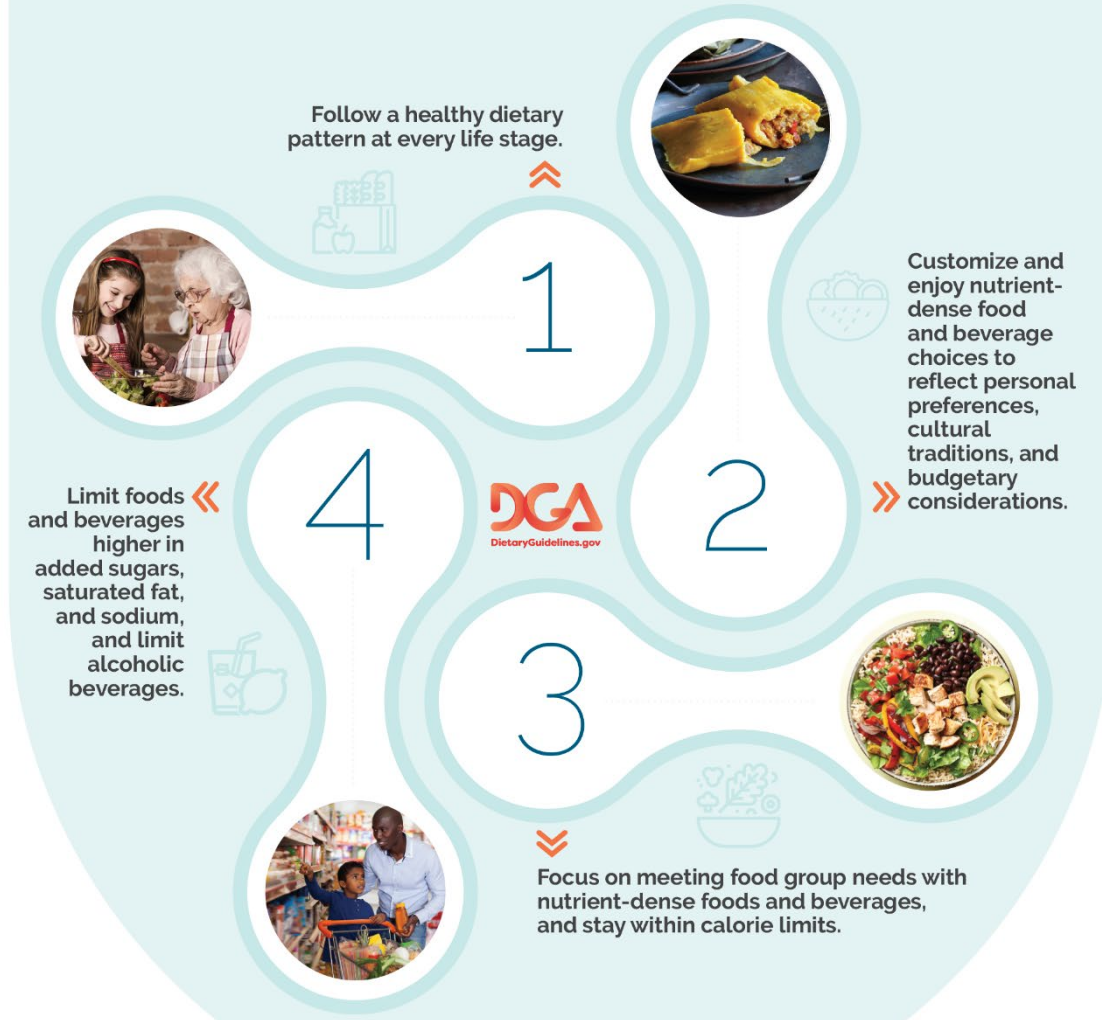 Follow a healthy dietary
pattern at every life stage.
1
Customize and
enjoy nutrient-
dense food
and beverage
choices to
reflect personal
preferences,
cultural
traditions, and
budgetary
considerations.
2
DGA
DietaryGuidelines.gov
3
Focus on meeting food group needs with
nutrient-dense foods and beverages,
and stay within calorie limits.
4
Limit foods
and beverages
higher in
added sugars,
saturated fat,
and sodium,
and limit
alcoholic
beverages.